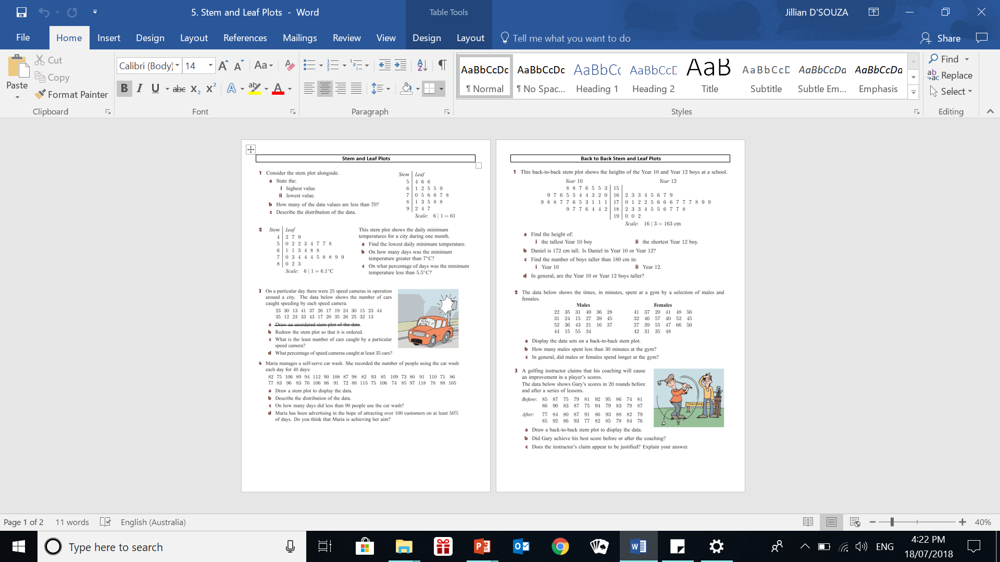 5. Stem and Leaf Plots - Word
Table Tools
Jillian D'SOUZA
File Home Insert Design Layout References Mailings Review View Design Layout Tell me what you want to do Share
Paste
Cut
Copy
Format Painter
Clipboard
Calibri (Body) 14
Aa
B I U abc X₂ X² A ab A
Font
Paragraph
AaBbCcDc AaBbCcDc AaBbCc AaBbCcD AaB AaBbCcD AaBbCcDa AaBbCcDa
¶ Normal ¶ No Spac... Heading 1 Heading 2 Title Subtitle Subtle Em... Emphasis
Styles
Find
Replace
Select
Editing
Stem and Leaf Plots
1 Consider the stem plot alongside.
a State the:
i highest value
ii lowest value.
b How many of the data values are less than 70?
c Describe the distribution of the data.
Stem | Leaf
5 | 4 6 6
6 | 1 2 5 5 9
7 | 0 5 6 6 7 8
8 | 1 3 5 8 8
9 | 2 4 7
Scale: 6 | 1 = 61
2 Stem | Leaf
4 | 2 7 9
5 | 0 2 2 3 4 7 7 8
6 | 1 1 3 4 8 8
7 | 0 3 4 4 4 5 8 8 9 9
8 | 0 2 3
Scale: 6 | 1 = 6.1°C
This stem plot shows the daily minimum
temperatures for a city during one month.
a Find the lowest daily minimum temperature.
b On how many days was the minimum
temperature greater than 7°C?
c On what percentage of days was the minimum
temperature less than 5.5°C?
3 On a particular day there were 25 speed cameras in operation
around a city. The data below shows the number of cars
caught speeding by each speed camera.
23 30 13 41 37 26 17 19 24 30 15 23 44
35 12 23 33 43 17 20 35 26 25 32 13
a Draw an unordered stem plot of the data.
b Redraw the stem plot so that it is ordered.
c What is the least number of cars caught by a particular
speed camera?
d What percentage of speed cameras caught at least 35 cars?
4 Maria manages a self-serve car wash. She recorded the number of people using the car wash
each day for 40 days:
82 75 106 89 94 112 90 108 87 98 82 93 85 109 73 80 91 110 71 86
77 83 96 83 76 106 86 91 72 80 115 75 106 74 85 97 118 78 88 105
a Draw a stem plot to display the data.
b Describe the distribution of the data.
c On how many days did less than 90 people use the car wash?
d Maria has been advertising in the hope of attracting over 100 customers on at least 50%
of days. Do you think that Maria is achieving her aim?
Back to Back Stem and Leaf Plots
1 This back-to-back stem plot shows the heights of the Year 10 and Year 12 boys at a school.
Year 10 Year 12
8 8 7 6 5 5 3 | 15 |
9 7 6 5 5 4 4 3 2 0 | 16 | 2 3 3 4 5 6 7 9
9 8 8 7 7 6 5 3 1 1 1 | 17 | 0 1 2 2 5 6 6 6 7 7 7 8 9 9
9 7 7 6 4 4 2 | 18 | 2 3 3 4 5 5 6 7 7 8
| 19 | 0 0 2
Scale: 16 | 3 = 163 cm
a Find the height of:
i the tallest Year 10 boy ii the shortest Year 12 boy.
b Daniel is 172 cm tall. Is Daniel in Year 10 or Year 12?
c Find the number of boys taller than 180 cm in:
i Year 10 ii Year 12.
d In general, are the Year 10 or Year 12 boys taller?
2 The data below shows the times, in minutes, spent at a gym by a selection of males and
females.
Males Females
22 35 31 40 36 28 41 37 20 41 48 56
31 24 15 27 39 45 32 46 57 40 52 45
52 36 43 21 16 37 27 39 55 47 66 50
44 15 55 34 42 31 35 48
a Display the data sets on a back-to-back stem plot.
b How many males spent less than 30 minutes at the gym?
c In general, did males or females spend longer at the gym?
3 A golfing instructor claims that his coaching will cause
an improvement in a player's scores.
The data below shows Gary's scores in 20 rounds before
and after a series of lessons.
Before: 85 87 75 79 81 92 95 86 74 81
86 90 83 87 75 94 79 83 79 87
After: 77 84 80 87 91 86 93 88 82 79
85 92 86 93 77 82 85 78 84 76
a Draw a back-to-back stem plot to display the data.
b Did Gary achieve his best score before or after the coaching?
c Does the instructor's claim appear to be justified? Explain your answer.
Page 1 of 2 11 words English (Australia) 40%
Type here to search
ENG
4:22 PM
18/07/2018